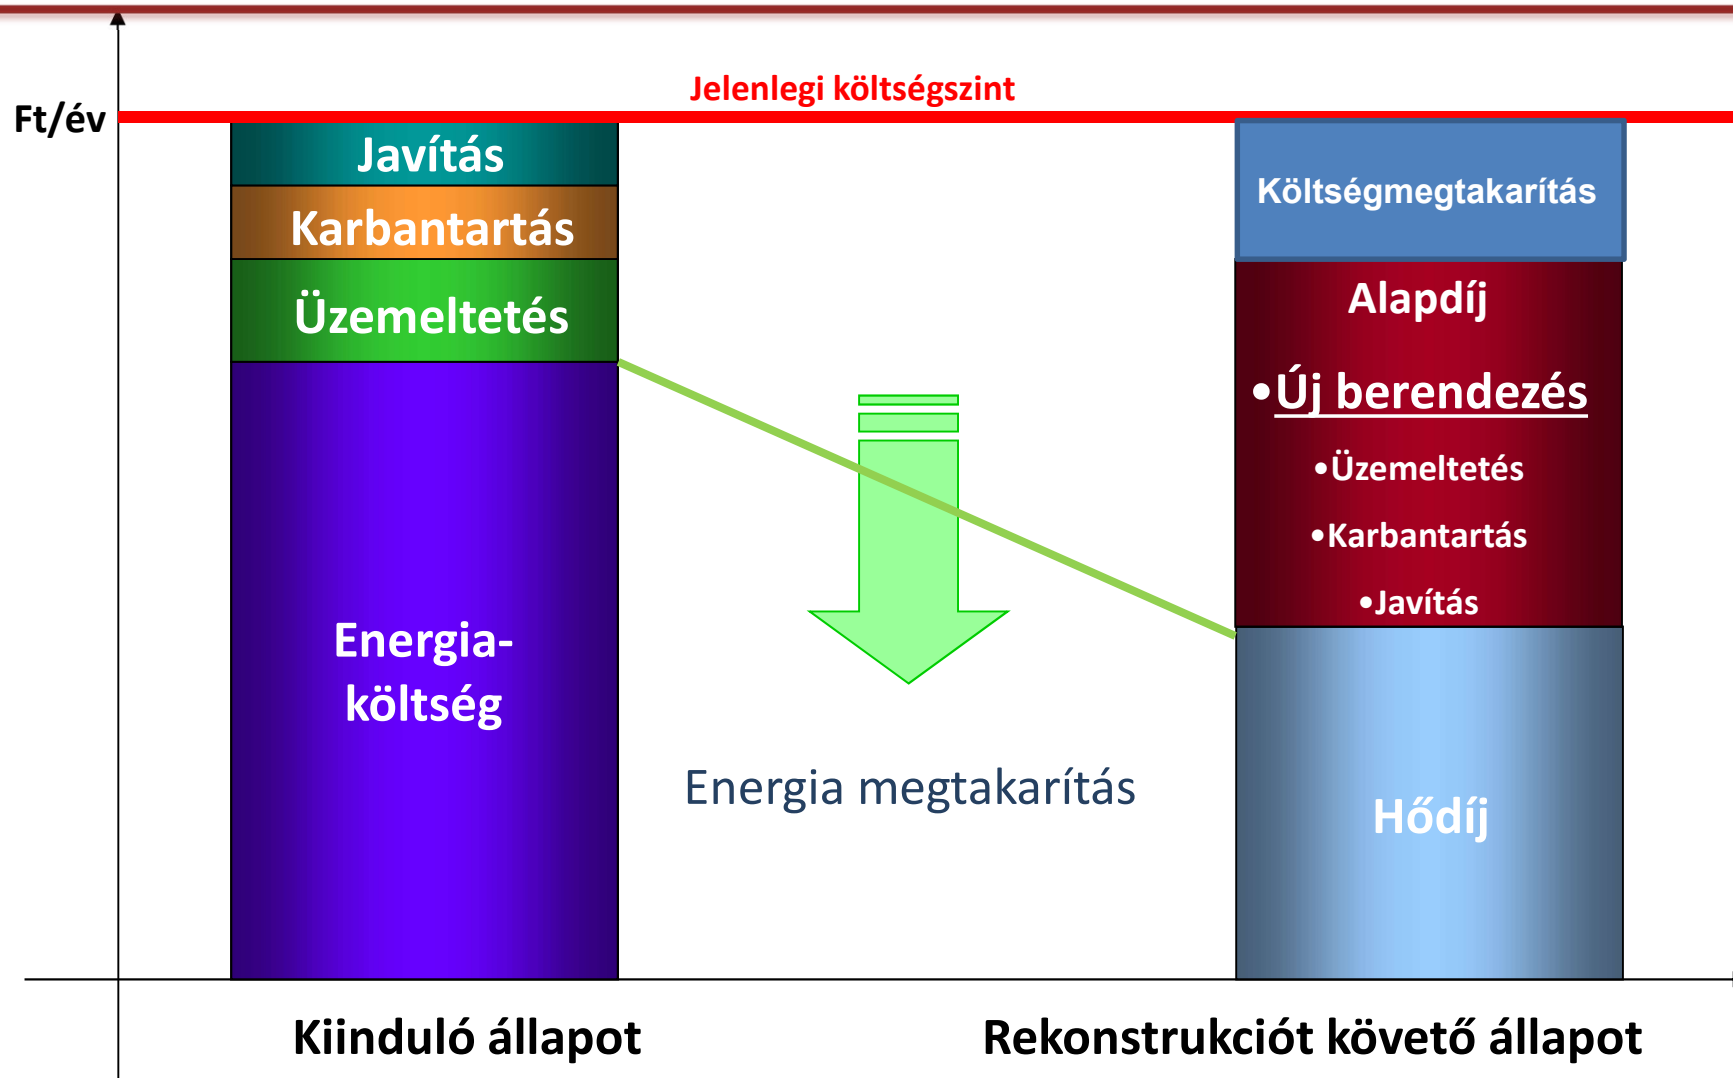 Jelenlegi költségszint
Ft/év
Javítás
Karbantartás
Üzemeltetés
Energia-
költség
Energia megtakarítás
Költségmegtakarítás
Alapdíj
•Új berendezés
•Üzemeltetés
•Karbantartás
•Javítás
Hődíj
Kiinduló állapot
Rekonstrukciót követő állapot